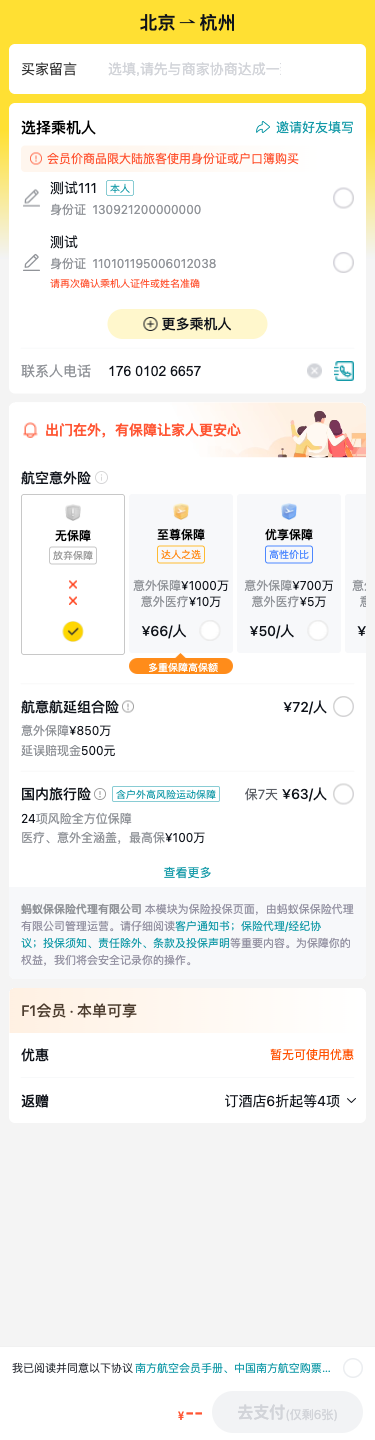 北京 → 杭州
买家留言 选填,请先与商家协商达成一
选择乘机人 邀请好友填写
会员价商品限大陆旅客使用身份证或户口簿购买
测试111 本人
身份证 130921200000000
测试
身份证 110101195006012038
请再次确认乘机人证件或姓名准确
更多乘机人
联系人电话 176 0102 6657
出门在外，有保障让家人更安心
航空意外险
无保障 至尊保障 优享保障
放弃保障 达人之选 高性价比
意外保障¥1000万 意外保障¥700万
意外医疗¥10万 意外医疗¥5万
¥66/人 ¥50/人 ¥
多重保障高保额
航意航延组合险 ¥72/人
意外保障¥850万
延误赔现金500元
国内旅行险 含户外高风险运动保障 保7天 ¥63/人
24项风险全方位保障
医疗、意外全涵盖，最高保¥100万
查看更多
蚂蚁保保险代理有限公司 本模块为保险投保页面，由蚂蚁保保险代理
有限公司管理运营。请仔细阅读客户通知书；保险代理/经纪协
议；投保须知、责任除外、条款及投保声明等重要内容。为保障你的
权益，我们将会安全记录你的操作。
F1会员 · 本单可享
优惠 暂无可使用优惠
返赠 订酒店6折起等4项
我已阅读并同意以下协议 南方航空会员手册、中国南方航空购票...
¥-- 去支付(仅剩6张)